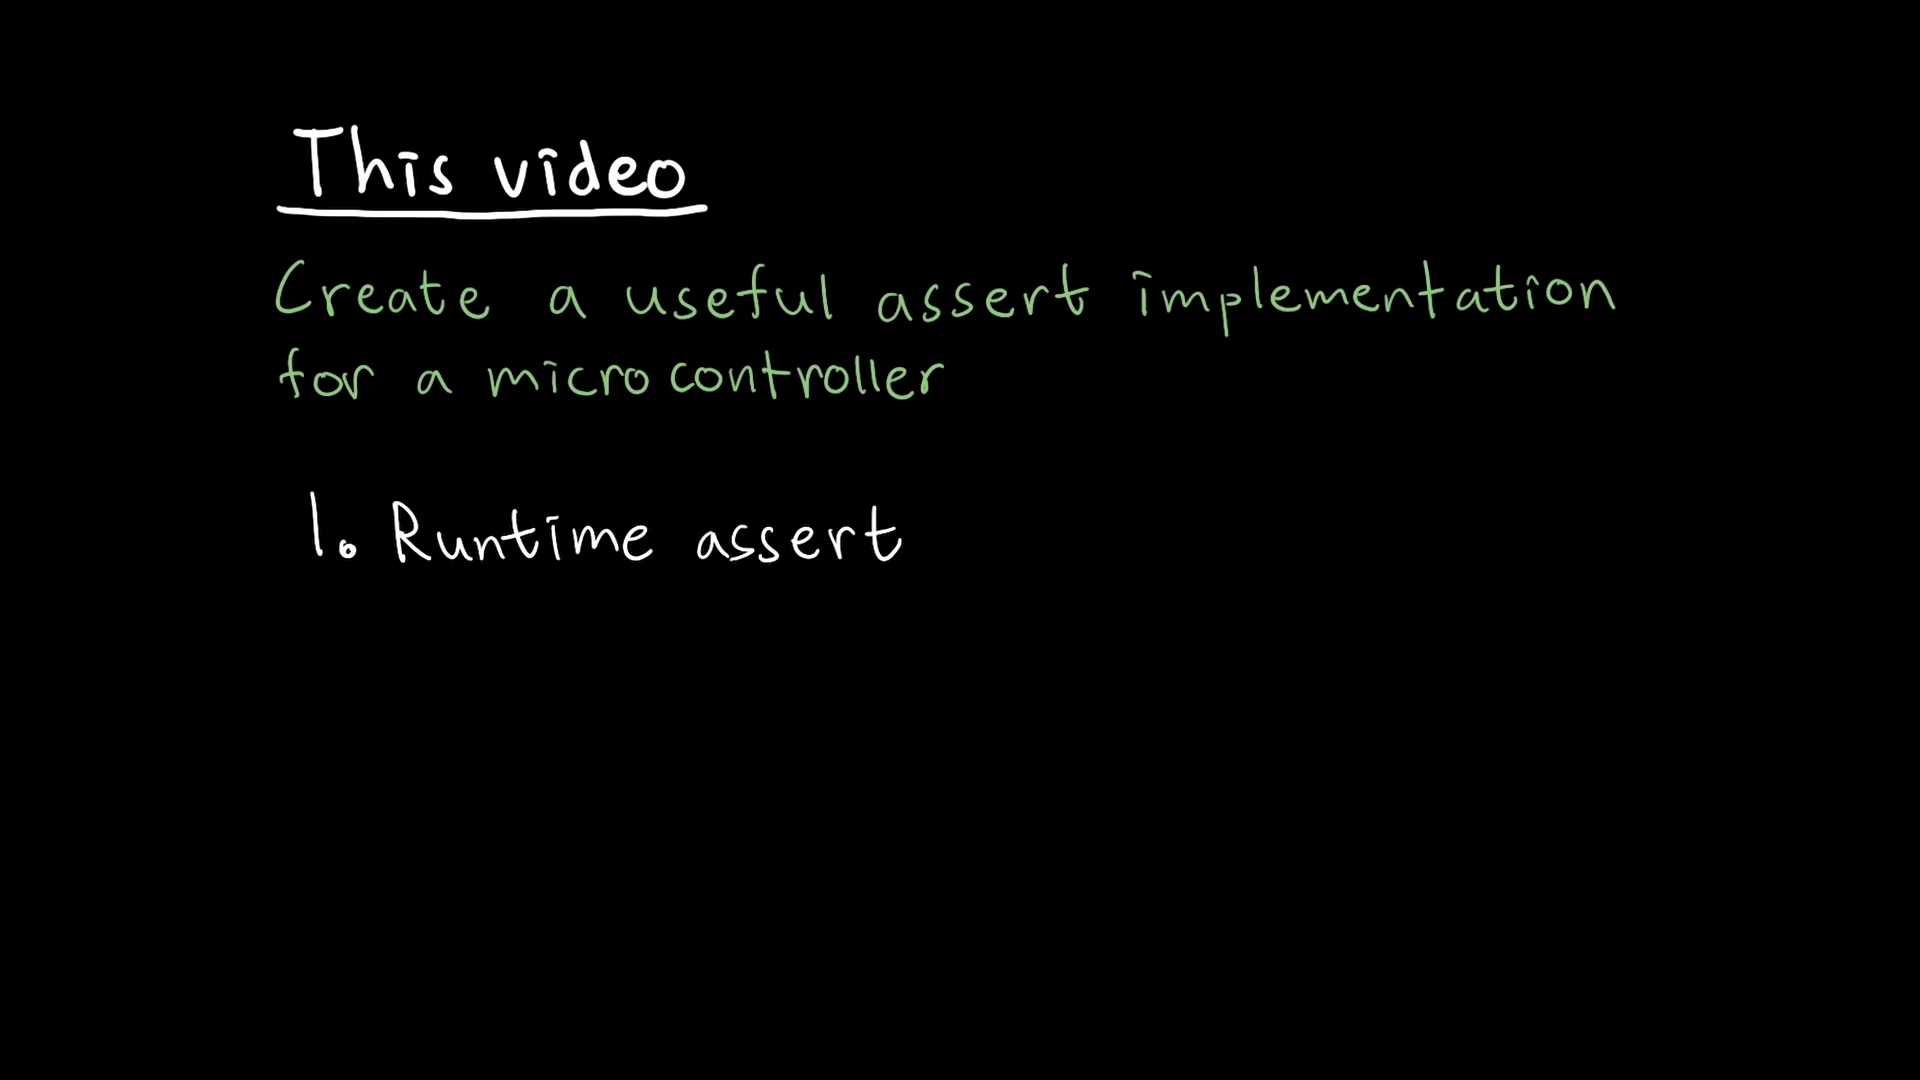 This video
Create a useful assert implementation
for a microcontroller
1. Runtime assert